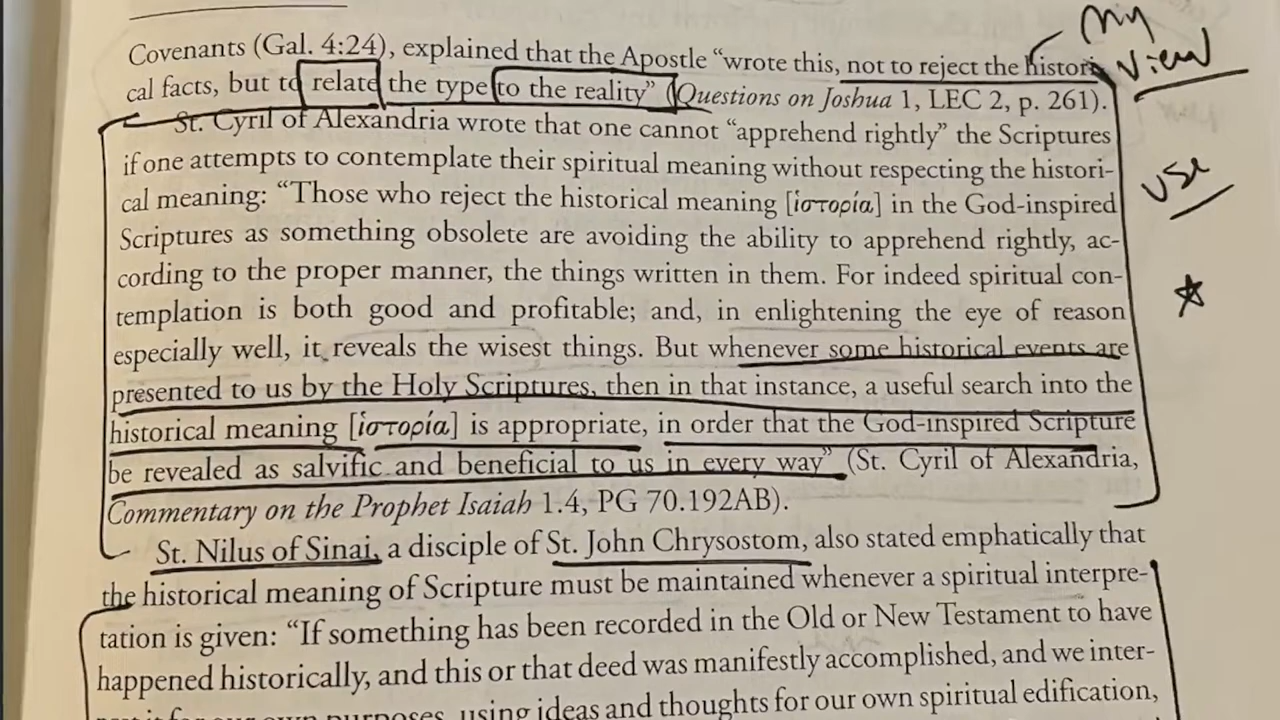 my
view
Covenants (Gal. 4:24), explained that the Apostle “wrote this, not to reject the histori-
cal facts, but to relate the type to the reality” (Questions on Joshua 1, LEC 2, p. 261).
St. Cyril of Alexandria wrote that one cannot “apprehend rightly” the Scriptures
if one attempts to contemplate their spiritual meaning without respecting the histori-
cal meaning: “Those who reject the historical meaning [ἱστορία] in the God-inspired
use
Scriptures as something obsolete are avoiding the ability to apprehend rightly, ac-
cording to the proper manner, the things written in them. For indeed spiritual con-
templation is both good and profitable; and, in enlightening the eye of reason
especially well, it reveals the wisest things. But whenever some historical events are
presented to us by the Holy Scriptures, then in that instance, a useful search into the
historical meaning [ἱστορία] is appropriate, in order that the God-inspired Scripture
be revealed as salvific and beneficial to us in every way” (St. Cyril of Alexandria,
Commentary on the Prophet Isaiah 1.4, PG 70.192AB).
St. Nilus of Sinai, a disciple of St. John Chrysostom, also stated emphatically that
the historical meaning of Scripture must be maintained whenever a spiritual interpre-
tation is given: “If something has been recorded in the Old or New Testament to have
happened historically, and this or that deed was manifestly accomplished, and we inter-
own purposes, using ideas and thoughts for our own spiritual edification,